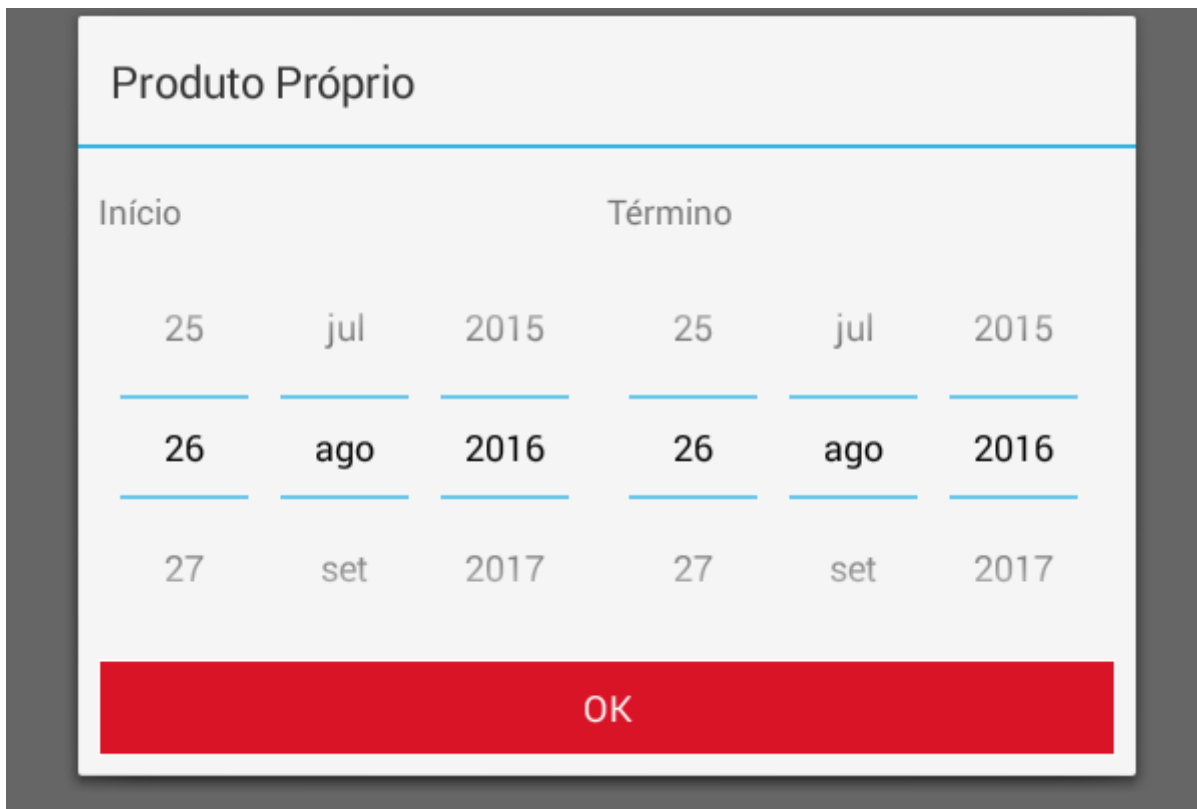 Produto Próprio
Início Término
25 jul 2015 25 jul 2015
26 ago 2016 26 ago 2016
27 set 2017 27 set 2017
OK